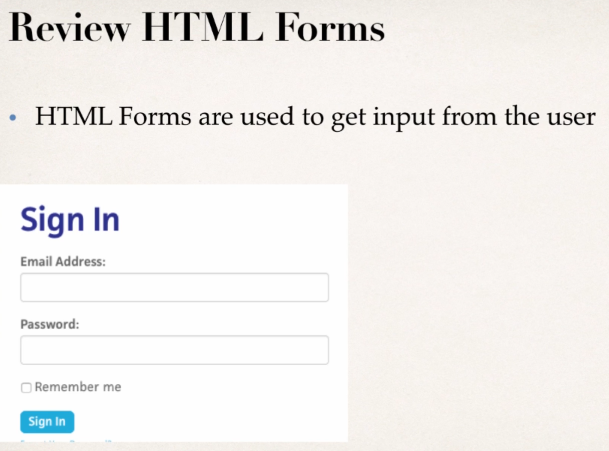 Review HTML Forms
• HTML Forms are used to get input from the user
Sign In
Email Address:
Password:
Remember me
Sign In